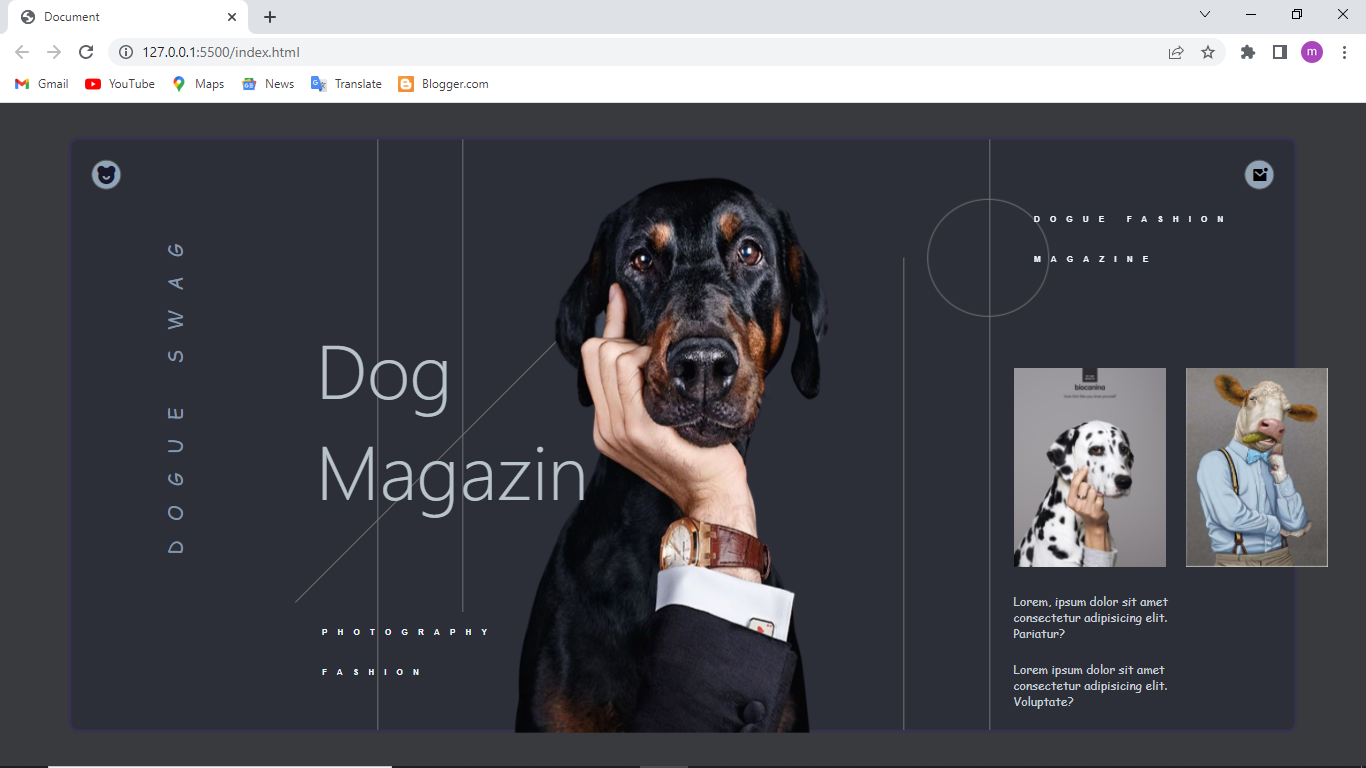 Document
127.0.0.1:5500/index.html
m
Gmail
YouTube
Maps
News
Translate
Blogger.com
DOGUE SWAG
DOGUE FASHION
MAGAZINE
Dog
Magazin
biocanina
PHOTOGRAPHY
FASHION
Lorem, ipsum dolor sit amet
consectetur adipisicing elit.
Pariatur?
Lorem ipsum dolor sit amet
consectetur adipisicing elit.
Voluptate?